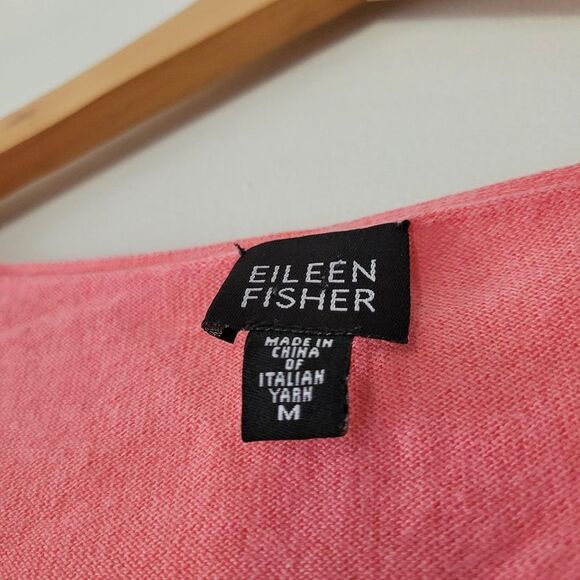 EILEEN
FISHER
MADE IN
CHINA
OF
ITALIAN
YARN
M